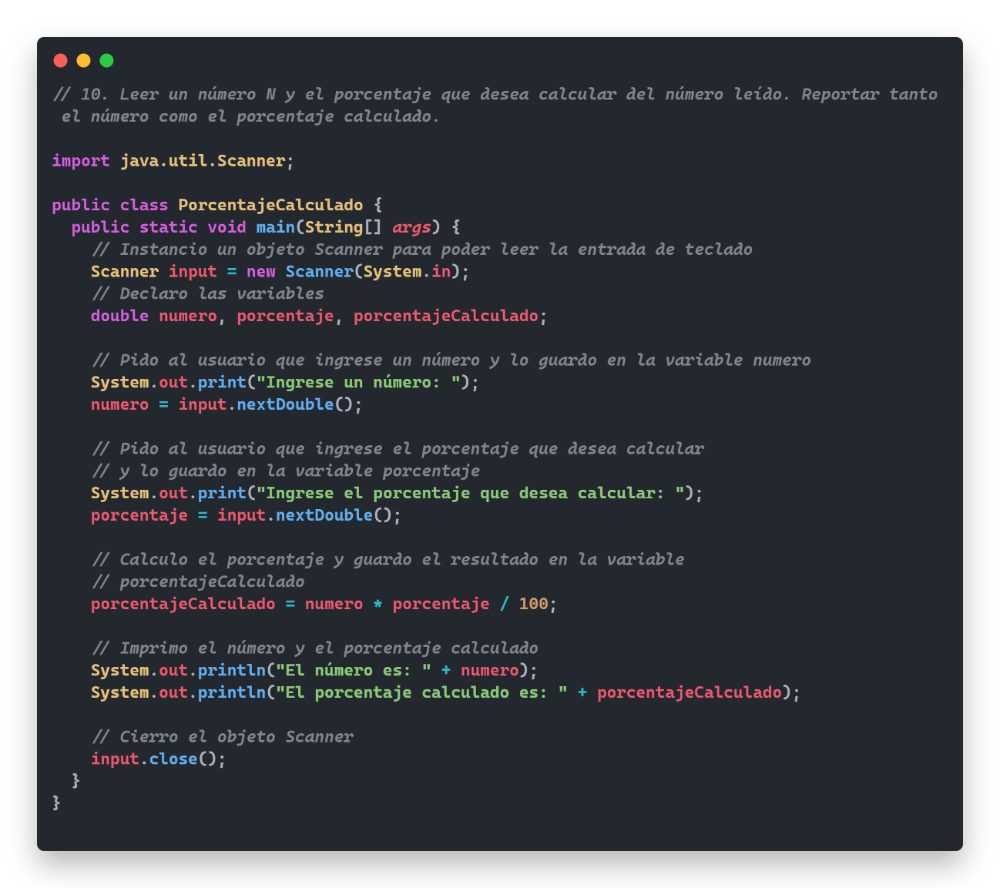 // 10. Leer un número N y el porcentaje que desea calcular del número leído. Reportar tanto
el número como el porcentaje calculado.
import java.util.Scanner;
public class PorcentajeCalculado {
public static void main(String[] args) {
// Instancio un objeto Scanner para poder leer la entrada de teclado
Scanner input = new Scanner(System.in);
// Declaro las variables
double numero, porcentaje, porcentajeCalculado;
// Pido al usuario que ingrese un número y lo guardo en la variable numero
System.out.print("Ingrese un número: ");
numero = input.nextDouble();
// Pido al usuario que ingrese el porcentaje que desea calcular
// y lo guardo en la variable porcentaje
System.out.print("Ingrese el porcentaje que desea calcular: ");
porcentaje = input.nextDouble();
// Calculo el porcentaje y guardo el resultado en la variable
// porcentajeCalculado
porcentajeCalculado = numero * porcentaje / 100;
// Imprimo el número y el porcentaje calculado
System.out.println("El número es: " + numero);
System.out.println("El porcentaje calculado es: " + porcentajeCalculado);
// Cierro el objeto Scanner
input.close();
}
}